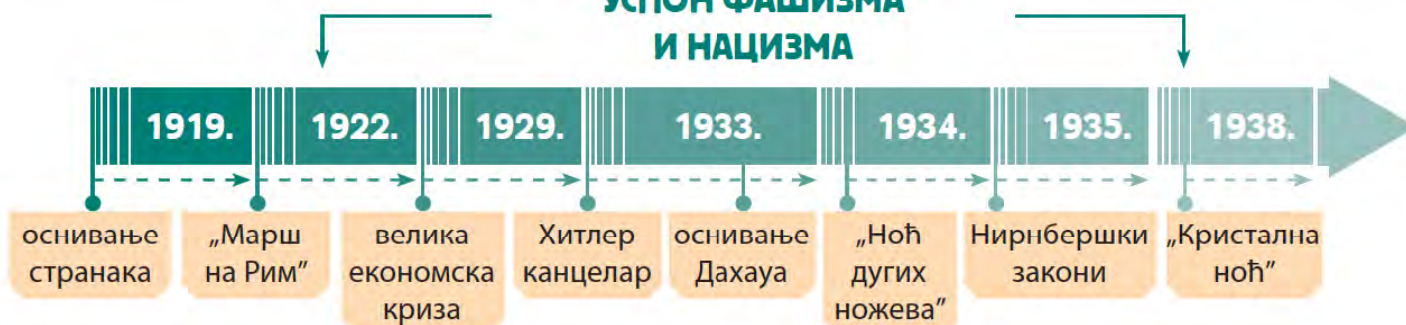 УСПОН ФАШИЗМА
И НАЦИЗМА
1919.
1922.
1929.
1933.
1934.
1935.
1938.
оснивање
странака
„Марш
на Рим”
велика
економска
криза
Хитлер
канцелар
оснивање
Дахауа
„Ноћ
дугих
ножева”
Нирнбершки
закони
„Кристална
ноћ”